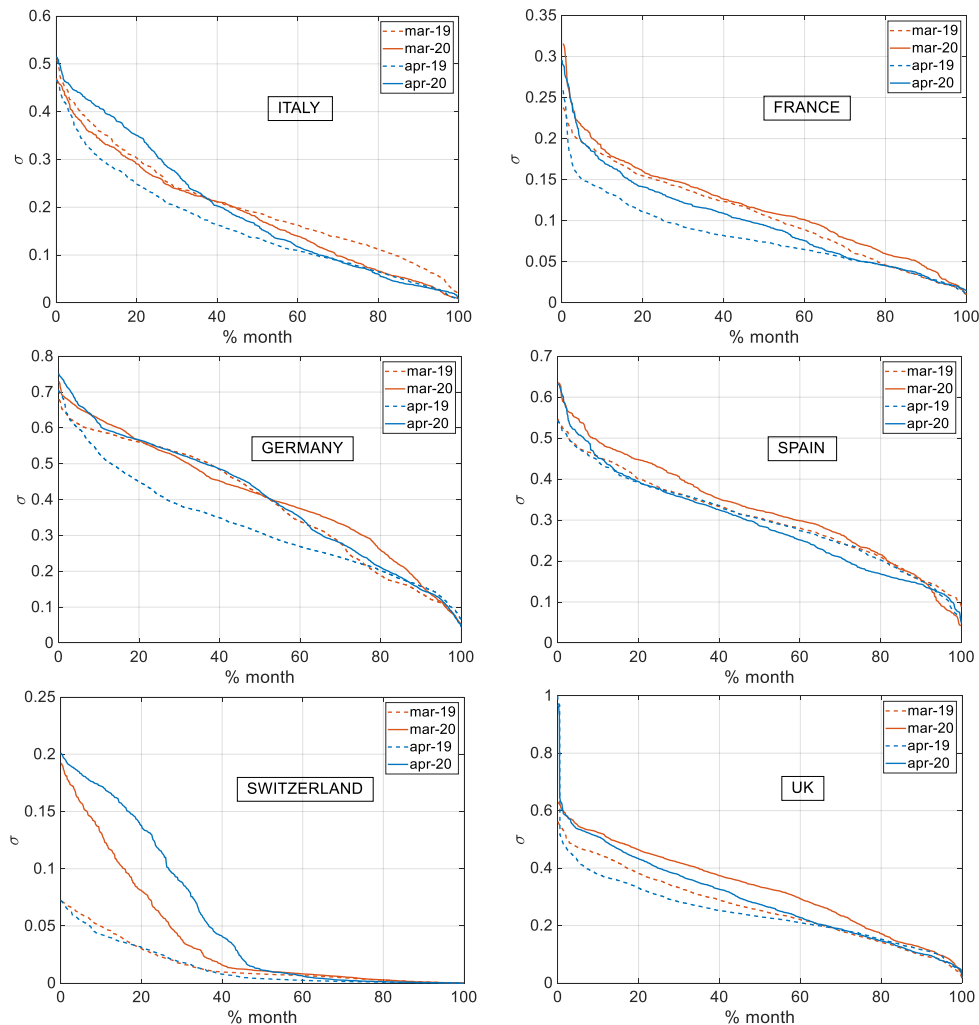 0.6
0.5
0.4
0.3
0.2
0.1
0
σ
ITALY
mar-19
mar-20
apr-19
apr-20
0 20 40 60 80 100
% month
0.35
0.3
0.25
0.2
0.15
0.1
0.05
0
σ
FRANCE
mar-19
mar-20
apr-19
apr-20
0 20 40 60 80 100
% month
0.8
0.7
0.6
0.5
0.4
0.3
0.2
0.1
0
σ
GERMANY
mar-19
mar-20
apr-19
apr-20
0 20 40 60 80 100
% month
0.7
0.6
0.5
0.4
0.3
0.2
0.1
0
σ
SPAIN
mar-19
mar-20
apr-19
apr-20
0 20 40 60 80 100
% month
0.25
0.2
0.15
0.1
0.05
0
σ
SWITZERLAND
mar-19
mar-20
apr-19
apr-20
0 20 40 60 80 100
% month
1
0.8
0.6
0.4
0.2
0
σ
UK
mar-19
mar-20
apr-19
apr-20
0 20 40 60 80 100
% month